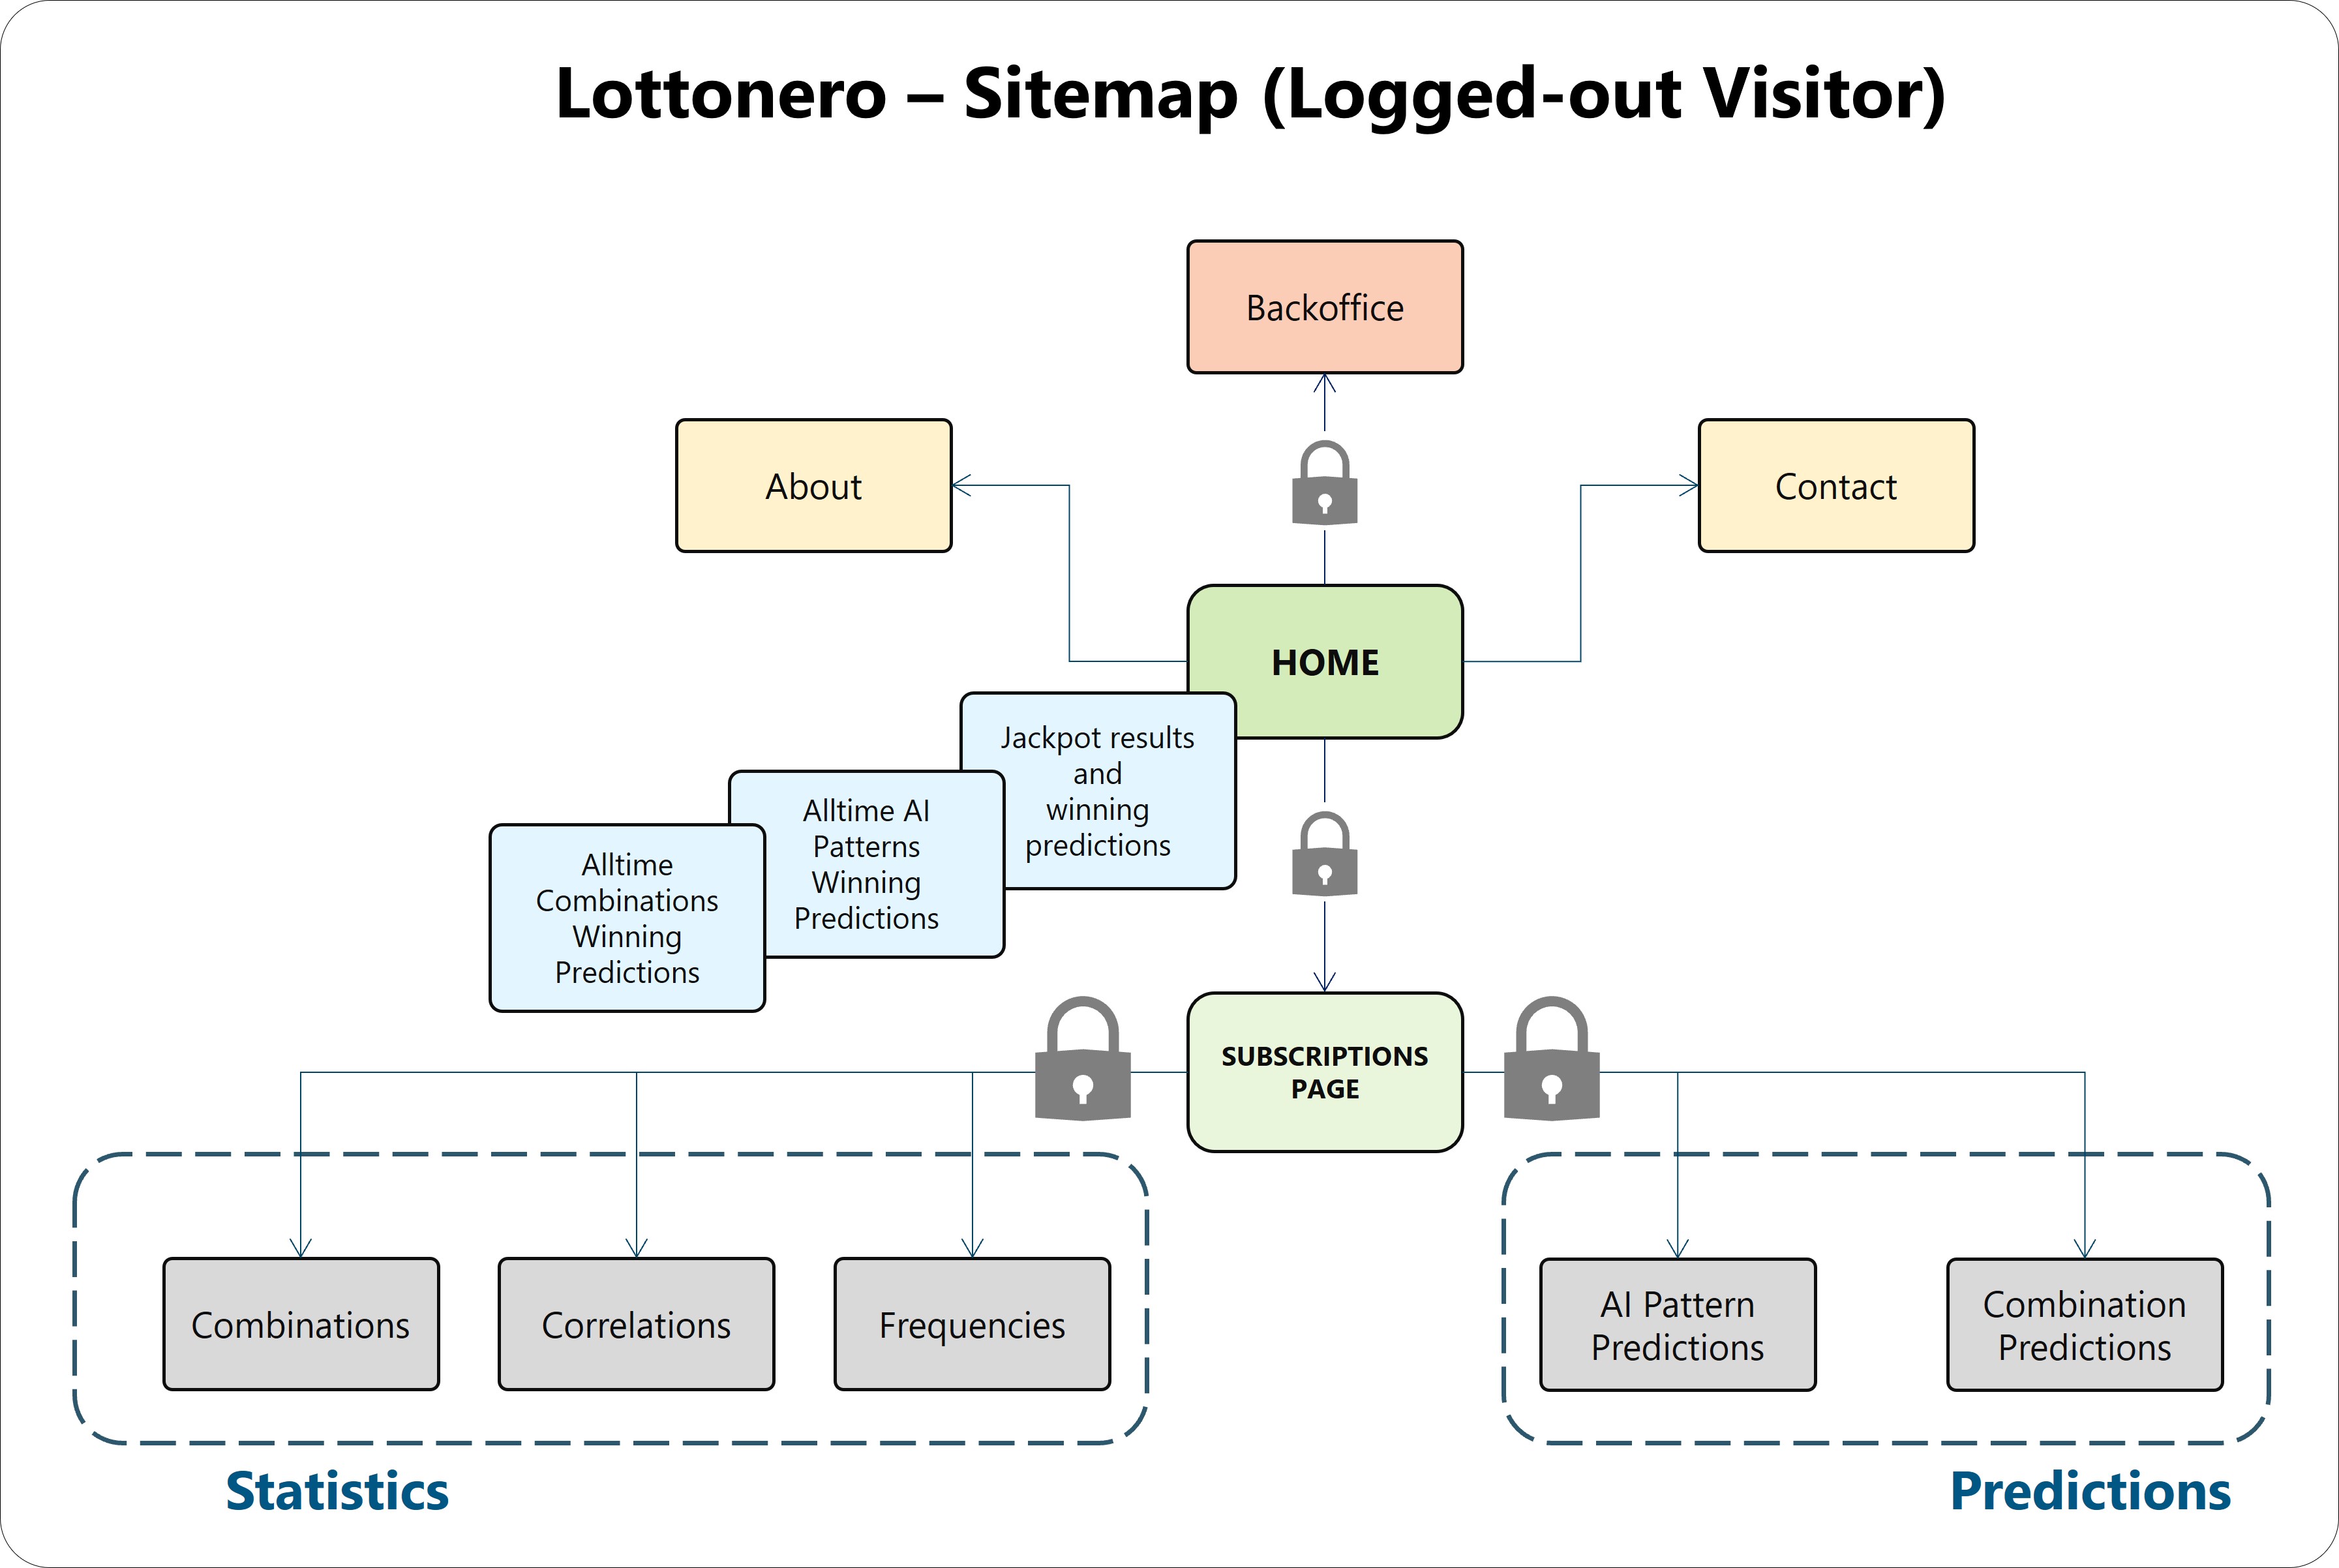 Lottonero – Sitemap (Logged-out Visitor)
Backoffice
About
Contact
HOME
Jackpot results
and
winning
predictions
Alltime AI
Patterns
Winning
Predictions
Alltime
Combinations
Winning
Predictions
SUBSCRIPTIONS
PAGE
Combinations
Correlations
Frequencies
AI Pattern
Predictions
Combination
Predictions
Statistics
Predictions